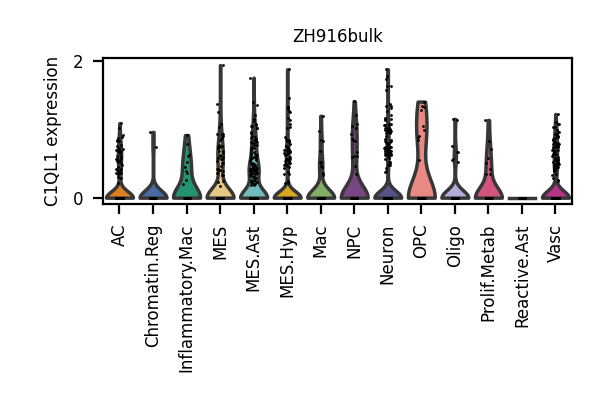 ZH916bulk
C1QL1 expression
2
0
AC
Chromatin.Reg
Inflammatory.Mac
MES
MES.Ast
MES.Hyp
Mac
NPC
Neuron
OPC
Oligo
Prolif.Metab
Reactive.Ast
Vasc